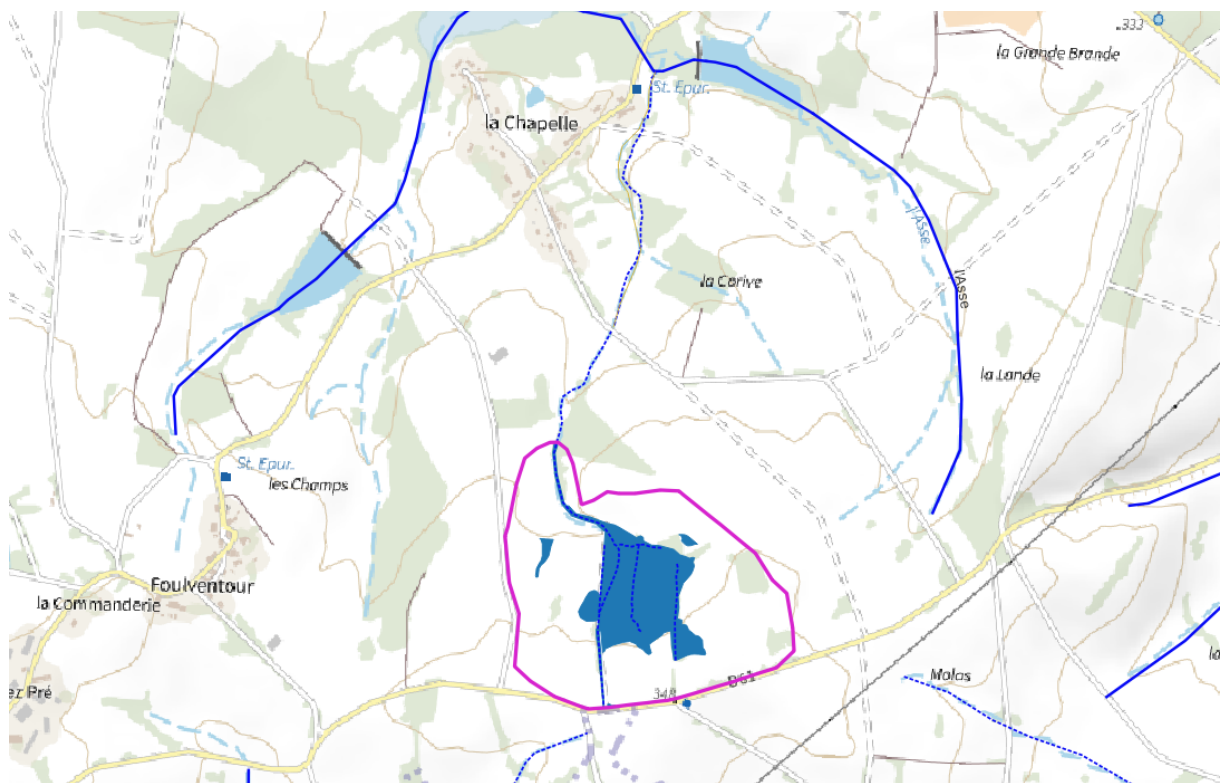 .333
la Grande Brande
St. Epur.
la Chapelle
l'Asse
l'Asse
la Corive
la Lande
St. Epur.
les Champs
Foulventour
la Commanderie
ez Pré
348
D61
Molas
la